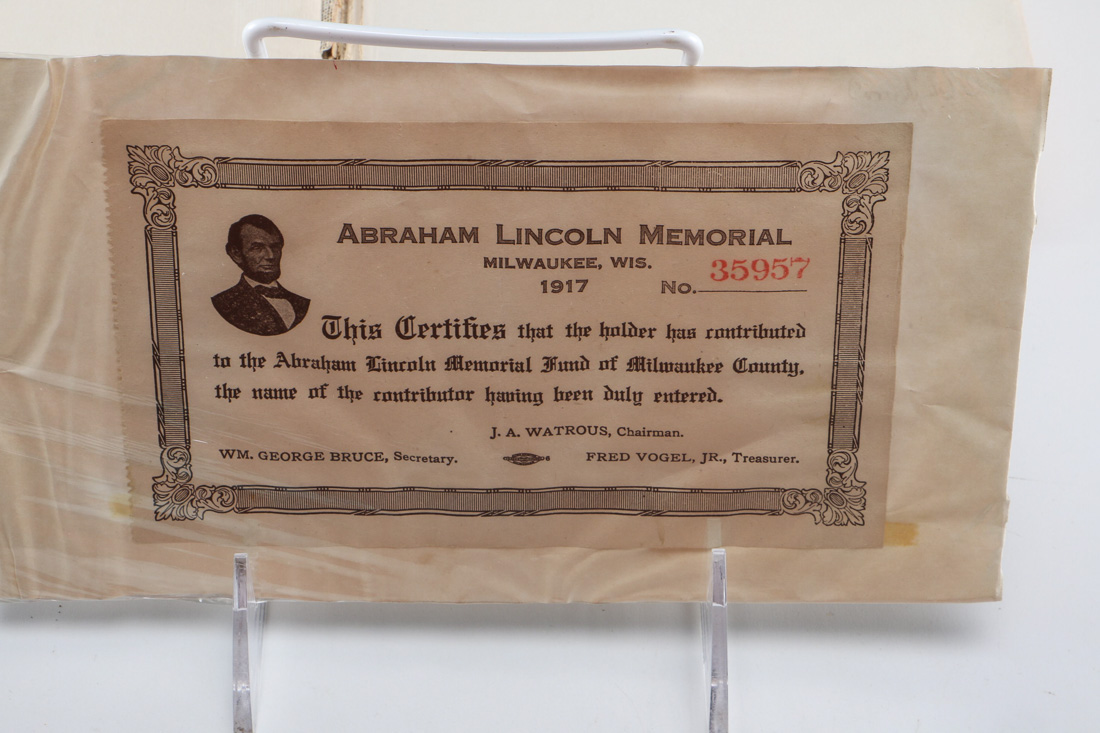 ABRAHAM LINCOLN MEMORIAL
MILWAUKEE, WIS.
1917 No. 35957
This Certifies that the holder has contributed
to the Abraham Lincoln Memorial Fund of Milwaukee County,
the name of the contributor having been duly entered.
J. A. WATROUS, Chairman.
WM. GEORGE BRUCE, Secretary. FRED VOGEL, JR., Treasurer.